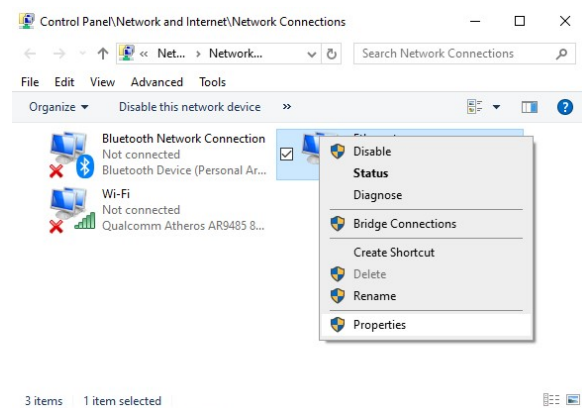 Control Panel\Network and Internet\Network Connections
« Net... › Network...
Search Network Connections
File Edit View Advanced Tools
Organize Disable this network device »
Bluetooth Network Connection
Not connected
Bluetooth Device (Personal Ar...
Wi-Fi
Not connected
Qualcomm Atheros AR9485 8...
Disable
Status
Diagnose
Bridge Connections
Create Shortcut
Delete
Rename
Properties
3 items 1 item selected